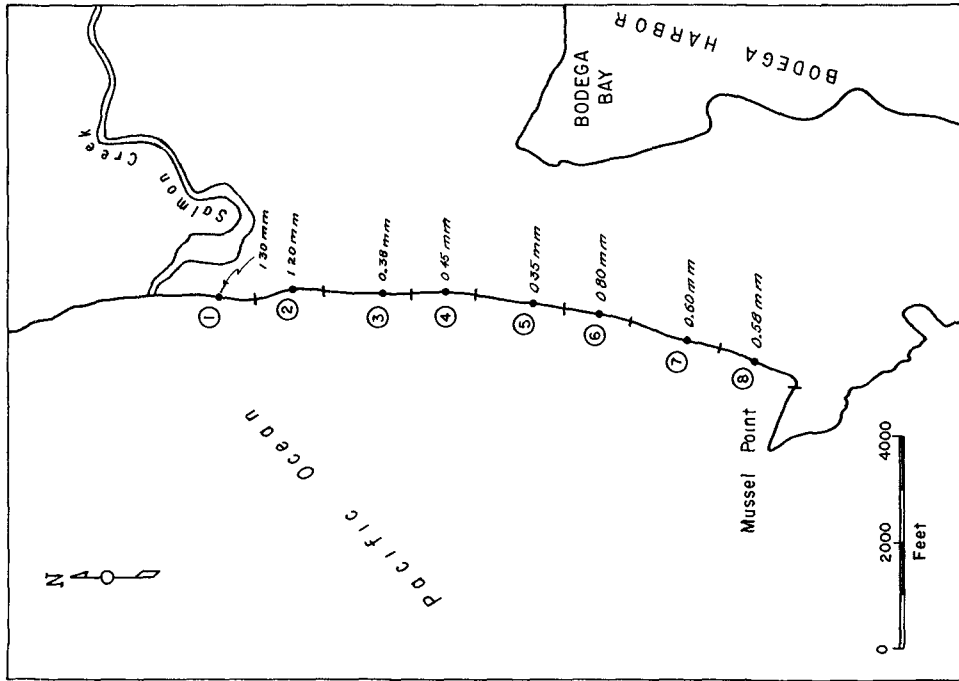 N
Salmon Creek
BODEGA HARBOR
BODEGA
BAY
Pacific Ocean
1
1 30 mm
2
1 20 mm
3
0.38 mm
4
0.45 mm
5
0.35 mm
6
0.80 mm
7
0.60 mm
8
0.58 mm
Mussel Point
0 2000 4000
Feet